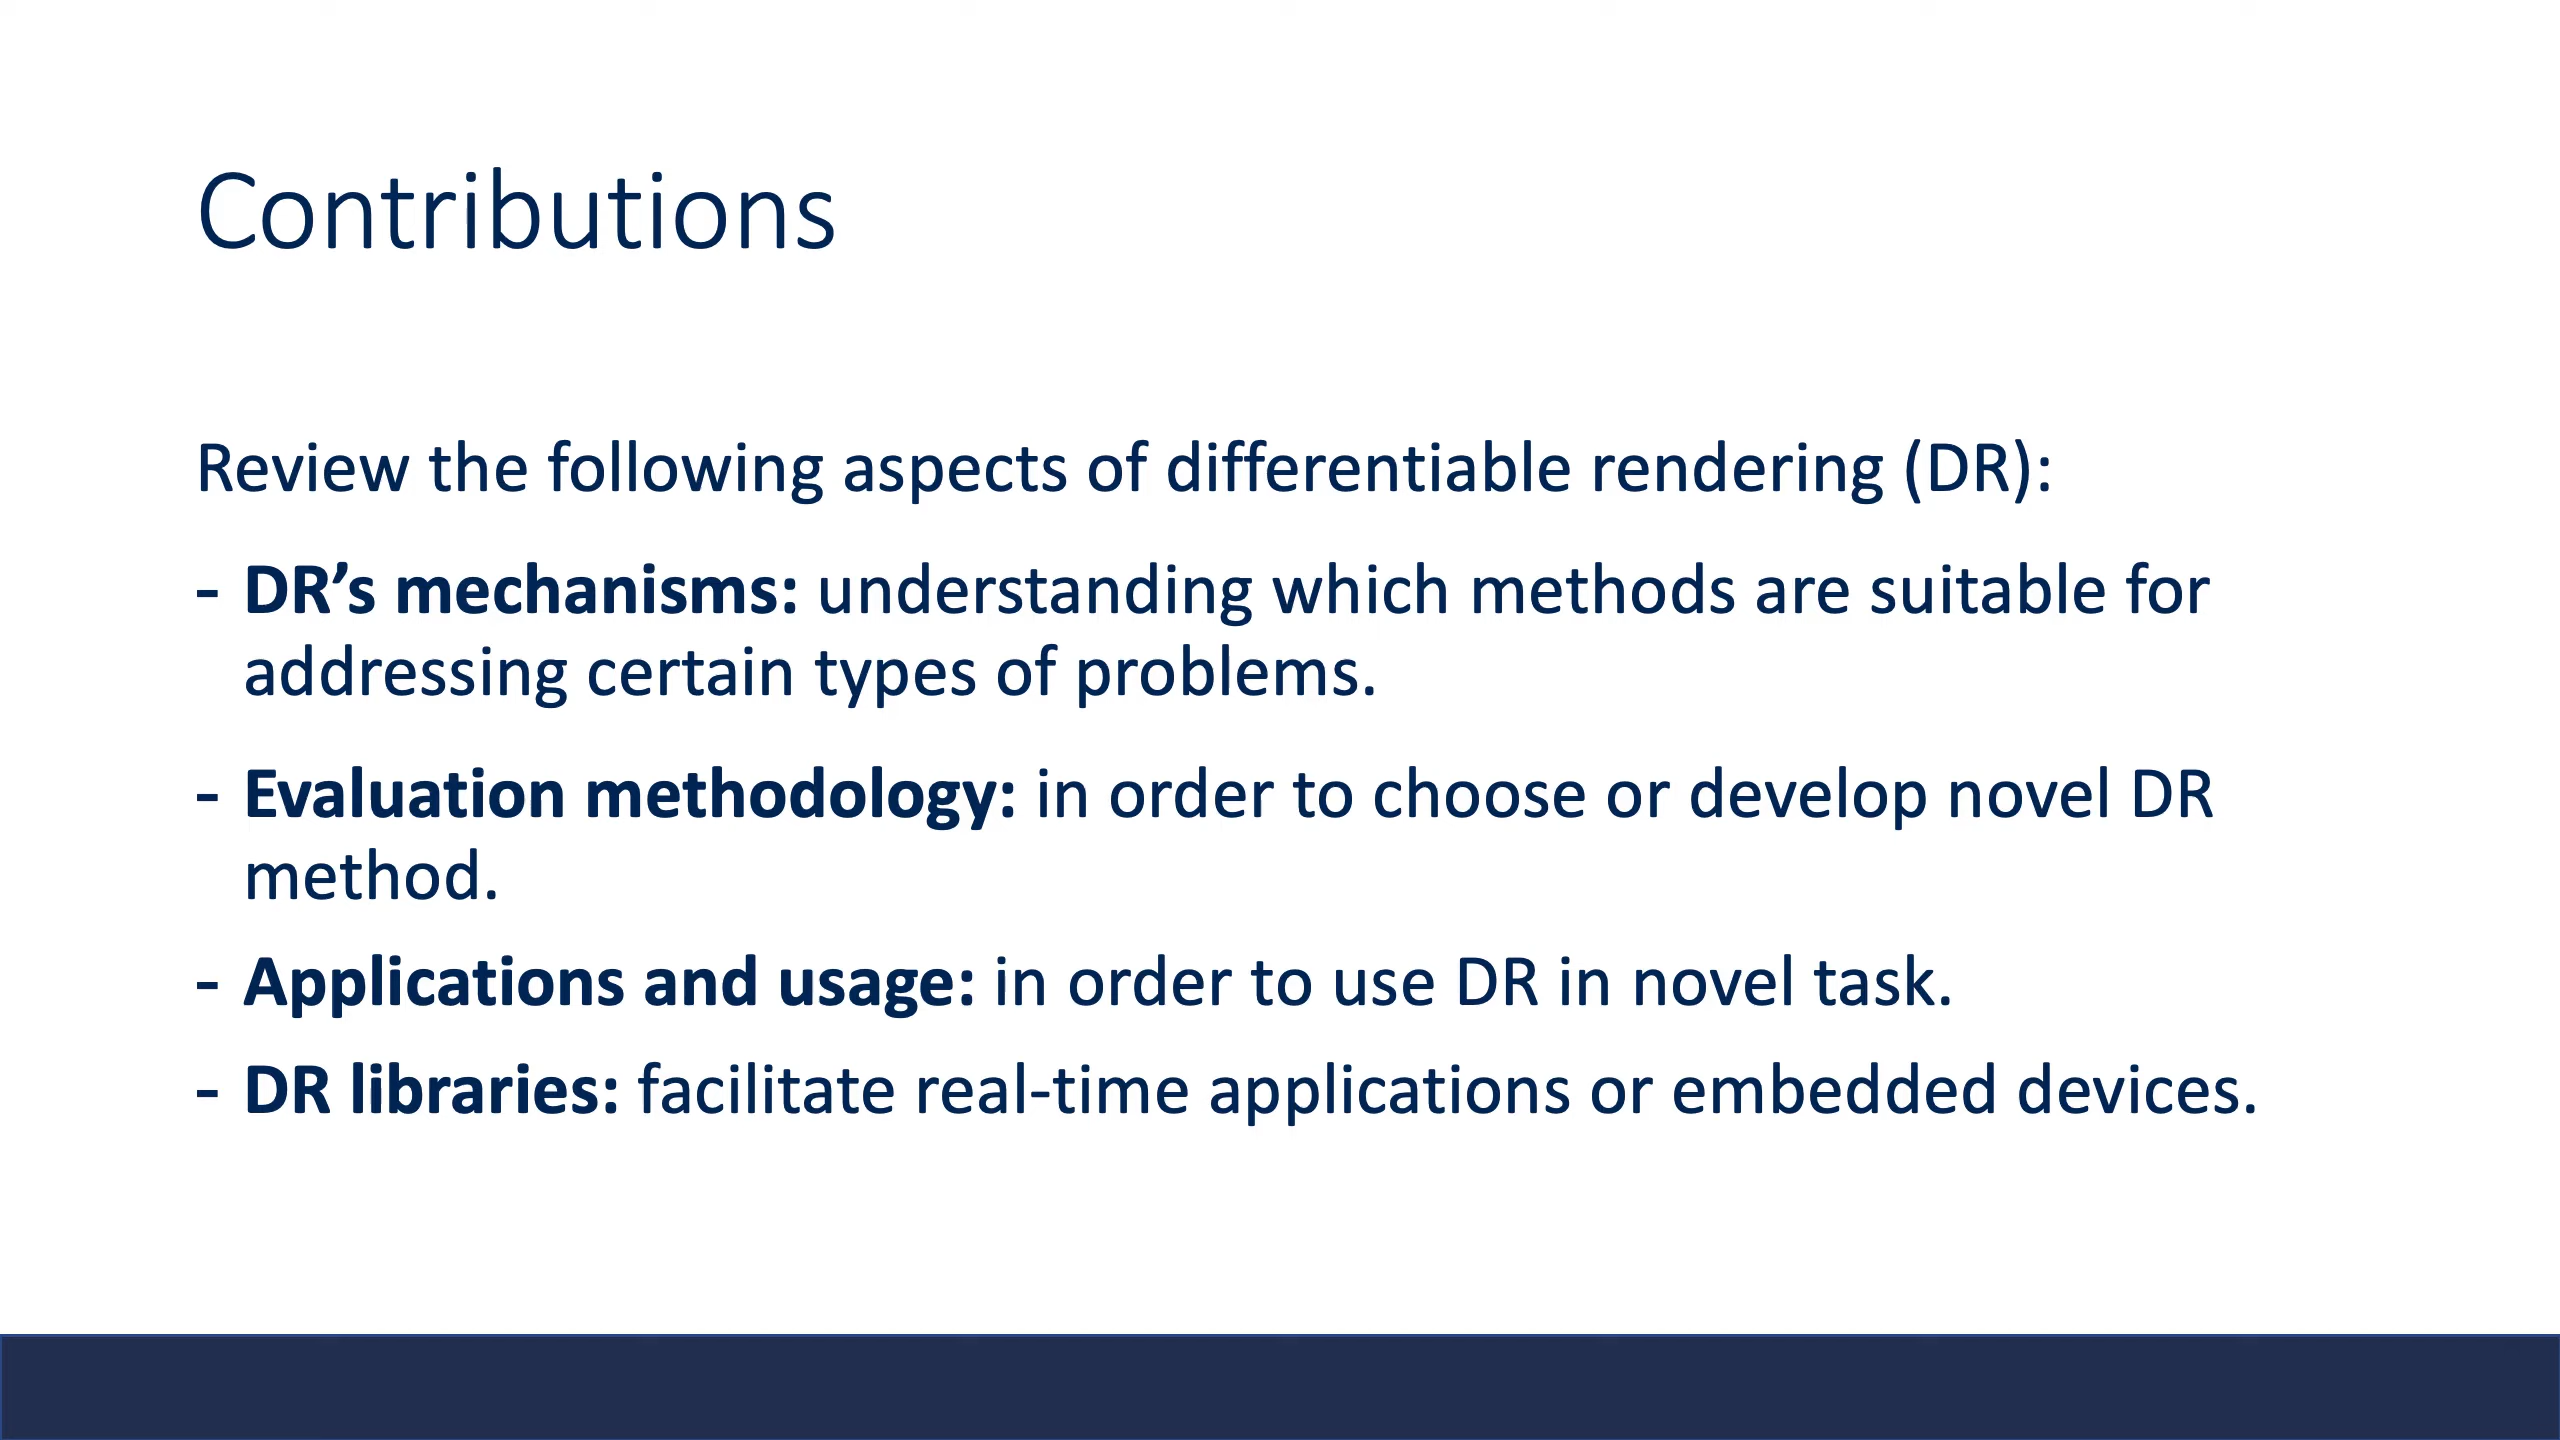 Contributions
Review the following aspects of differentiable rendering (DR):
- DR’s mechanisms: understanding which methods are suitable for
addressing certain types of problems.
- Evaluation methodology: in order to choose or develop novel DR
method.
- Applications and usage: in order to use DR in novel task.
- DR libraries: facilitate real-time applications or embedded devices.